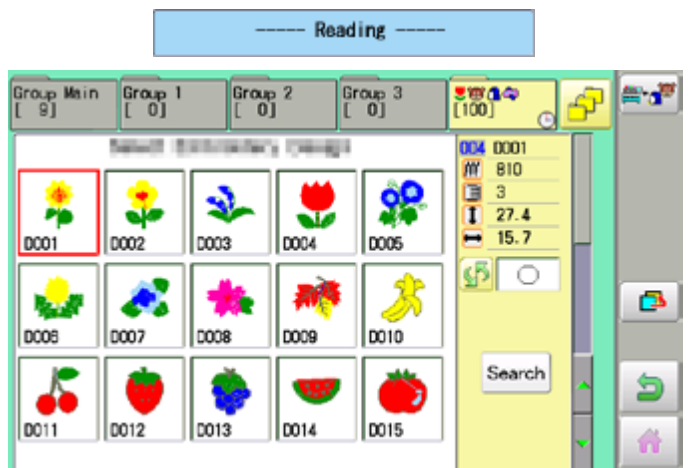 ----- Reading -----
Group Main
[ 9]
Group 1
[ 0]
Group 2
[ 0]
Group 3
[ 0]
[100]
004 D001
810
3
27.4
15.7
D001
D002
D003
D004
D005
D006
D007
D008
D009
D010
Search
D011
D012
D013
D014
D015